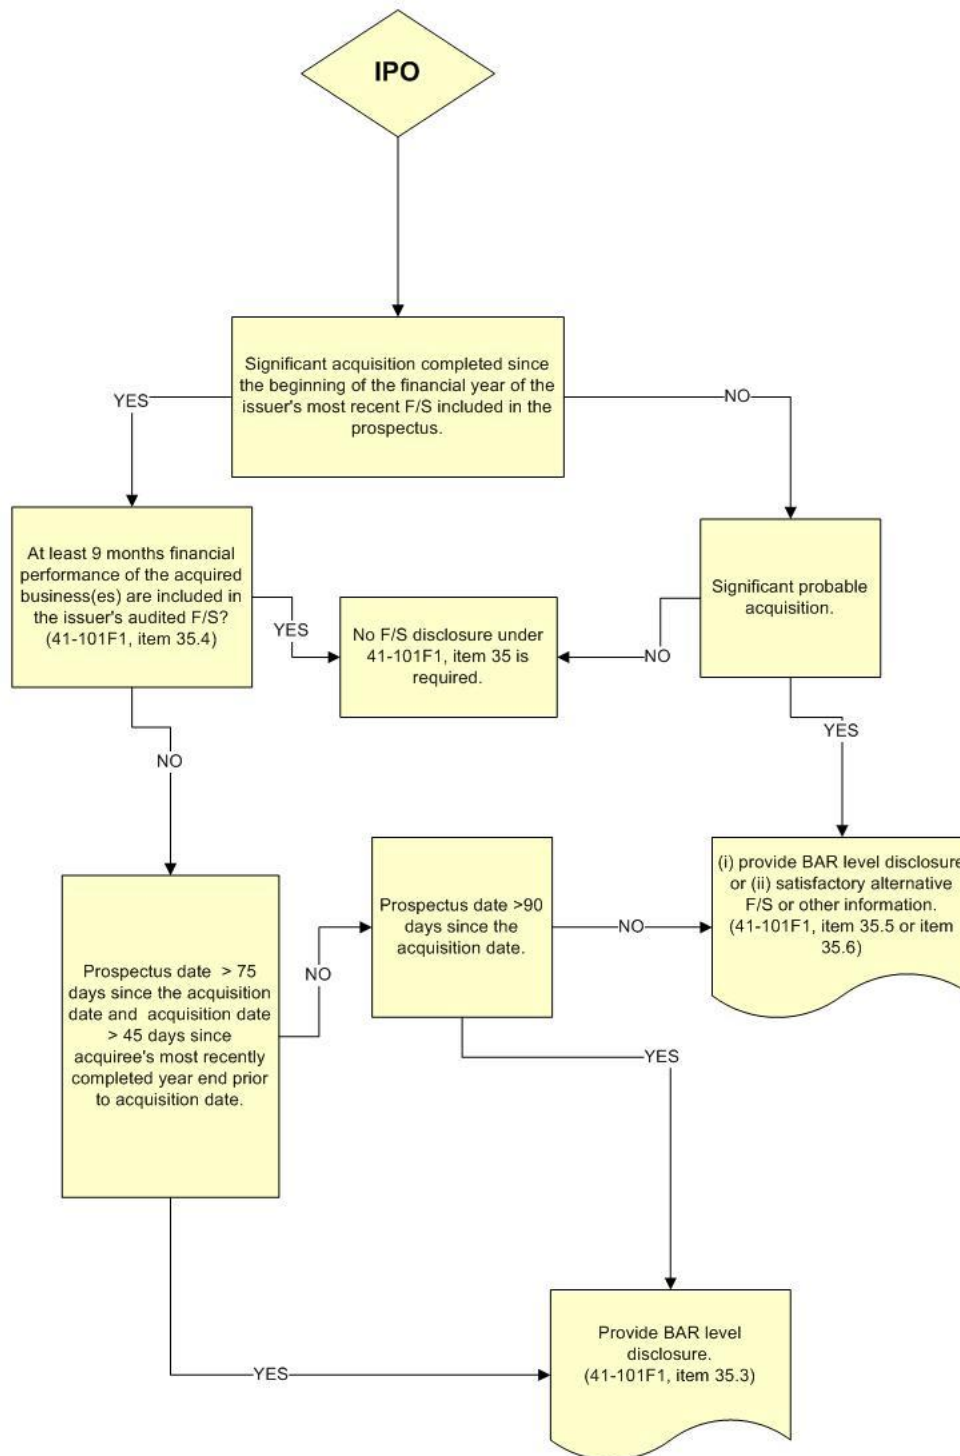 IPO
Significant acquisition completed since
the beginning of the financial year of the
issuer's most recent F/S included in the
prospectus.
YES
NO
At least 9 months financial
performance of the acquired
business(es) are included in
the issuer's audited F/S?
(41-101F1, item 35.4)
YES
No F/S disclosure under
41-101F1, item 35 is
required.
NO
Significant probable
acquisition.
YES
NO
Prospectus date > 75
days since the acquisition
date and acquisition date
> 45 days since
acquiree's most recently
completed year end prior
to acquisition date.
NO
Prospectus date >90
days since the
acquisition date.
NO
(i) provide BAR level disclosure
or (ii) satisfactory alternative
F/S or other information.
(41-101F1, item 35.5 or item
35.6)
YES
YES
Provide BAR level
disclosure.
(41-101F1, item 35.3)